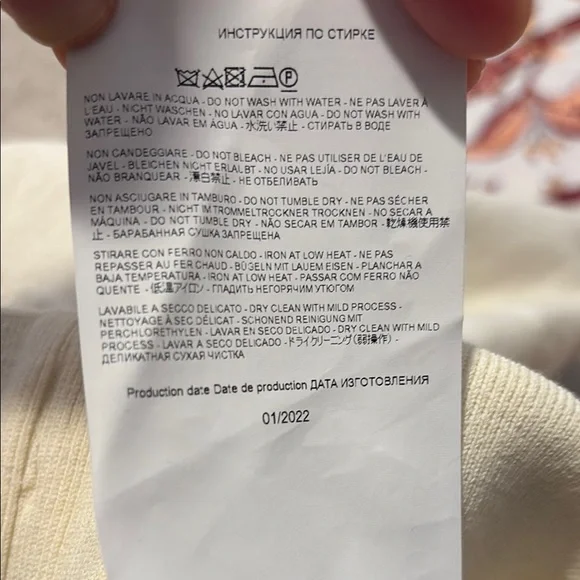 ИНСТРУКЦИЯ ПО СТИРКЕ
NON LAVARE IN ACQUA - DO NOT WASH WITH WATER - NE PAS LAVER À
L'EAU - NICHT WASCHEN - NO LAVAR CON AGUA - DO NOT WASH WITH
WATER - NÃO LAVAR EM ÁGUA - 水洗い禁止 - СТИРАТЬ В ВОДЕ
ЗАПРЕЩЕНО
NON CANDEGGIARE - DO NOT BLEACH - NE PAS UTILISER DE L'EAU DE
JAVEL - BLEICHEN NICHT ERLAUBT - NO USAR LEJÍA - DO NOT BLEACH -
NÃO BRANQUEAR - 漂白禁止 - НЕ ОТБЕЛИВАТЬ
NON ASCIUGARE IN TAMBURO - DO NOT TUMBLE DRY - NE PAS SÉCHER
EN TAMBOUR - NICHT IM TROMMELTROCKNER TROCKNEN - NO SECAR A
MÁQUINA - DO NOT TUMBLE DRY - NÃO SECAR EM TAMBOR - 乾燥機使用禁
止 - БАРАБАННАЯ СУШКА ЗАПРЕЩЕНА
STIRARE CON FERRO NON CALDO - IRON AT LOW HEAT - NE PAS
REPASSER AU FER CHAUD - BÜGELN MIT LAUEM EISEN - PLANCHAR A
BAJA TEMPERATURA - IRON AT LOW HEAT - PASSAR COM FERRO NÃO
QUENTE - 低温アイロン - ГЛАДИТЬ НЕГОРЯЧИМ УТЮГОМ
LAVABILE A SECCO DELICATO - DRY CLEAN WITH MILD PROCESS -
NETTOYAGE À SEC DÉLICAT - SCHONEND REINIGUNG MIT
PERCHLORETHYLEN - LAVAR EN SECO DELICADO - DRY CLEAN WITH MILD
PROCESS - LAVAR A SECO DELICADO - ドライクリーニング(弱操作) -
ДЕЛИКАТНАЯ СУХАЯ ЧИСТКА
Production date Date de production ДАТА ИЗГОТОВЛЕНИЯ
01/2022